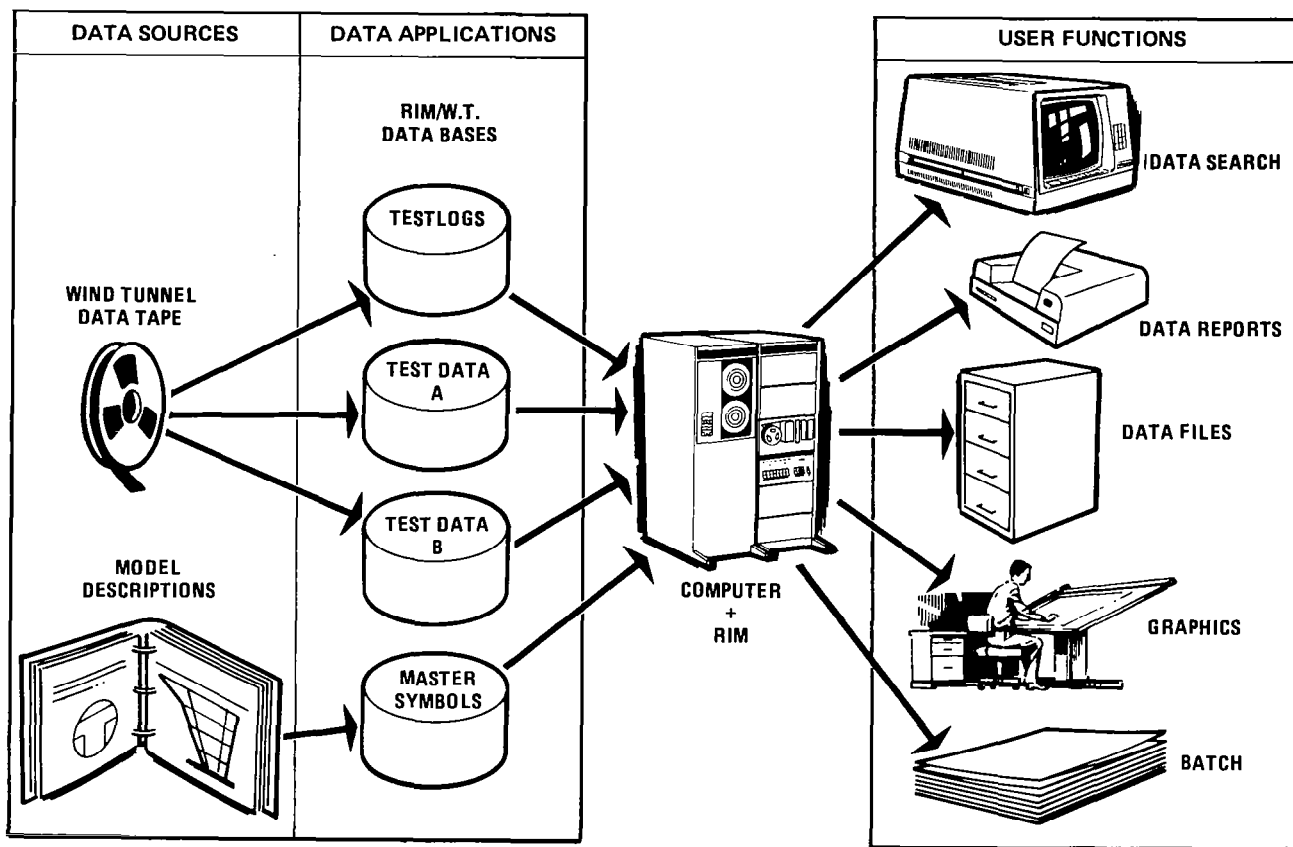 DATA SOURCES
DATA APPLICATIONS
USER FUNCTIONS
RIM/W.T.
DATA BASES
WIND TUNNEL
DATA TAPE
MODEL
DESCRIPTIONS
TESTLOGS
TEST DATA
A
TEST DATA
B
MASTER
SYMBOLS
COMPUTER
+
RIM
DATA SEARCH
DATA REPORTS
DATA FILES
GRAPHICS
BATCH